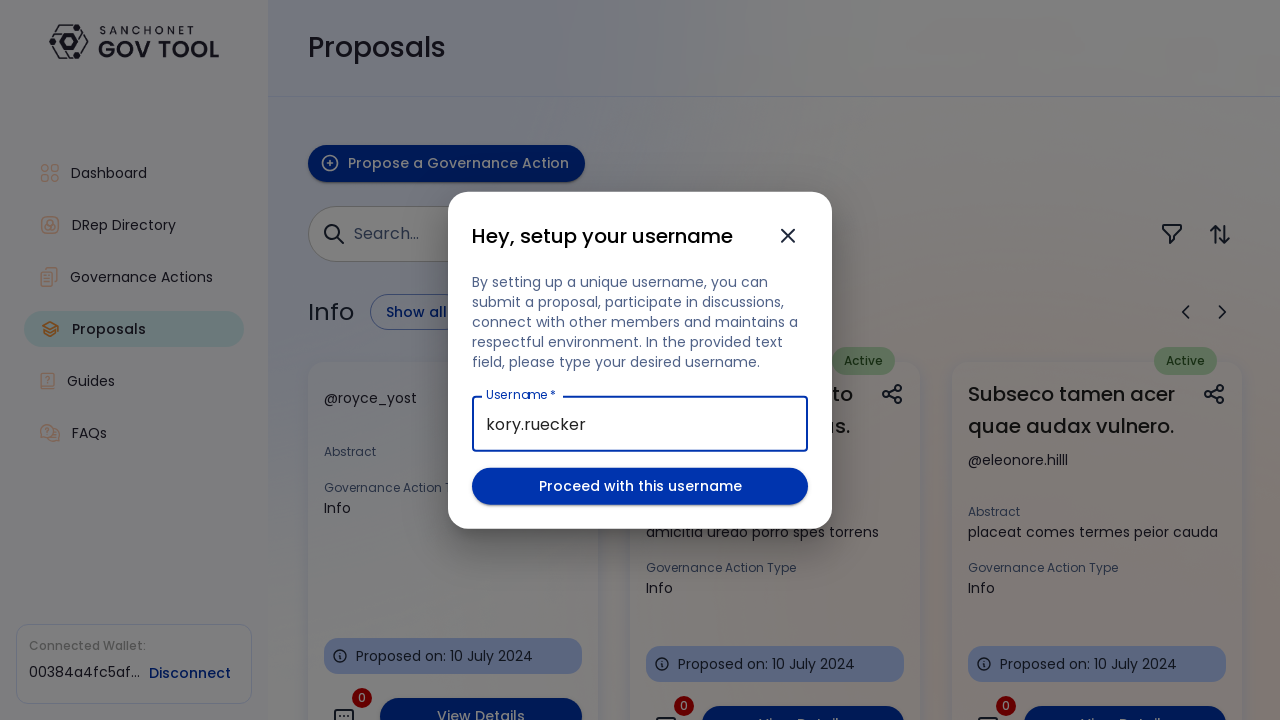 SANCHONET
GOV TOOL
Proposals
Dashboard
DRep Directory
Governance Actions
Proposals
Guides
FAQs
Connected Wallet:
00384a4fc5af...
Disconnect
Propose a Governance Action
Search...
Info
Show all
Hey, setup your username
By setting up a unique username, you can
submit a proposal, participate in discussions,
connect with other members and maintains a
respectful environment. In the provided text
field, please type your desired username.
Username *
kory.ruecker
Proceed with this username
@royce_yost
Abstract
Governance Action
Info
Proposed on: 10 July 2024
0
View Details
Active
to
amicitia uredo porro spes torrens
Governance Action Type
Info
Proposed on: 10 July 2024
0
Active
Subseco tamen acer
quae audax vulnero.
@eleonore.hilll
Abstract
placeat comes termes peior cauda
Governance Action Type
Info
Proposed on: 10 July 2024
0